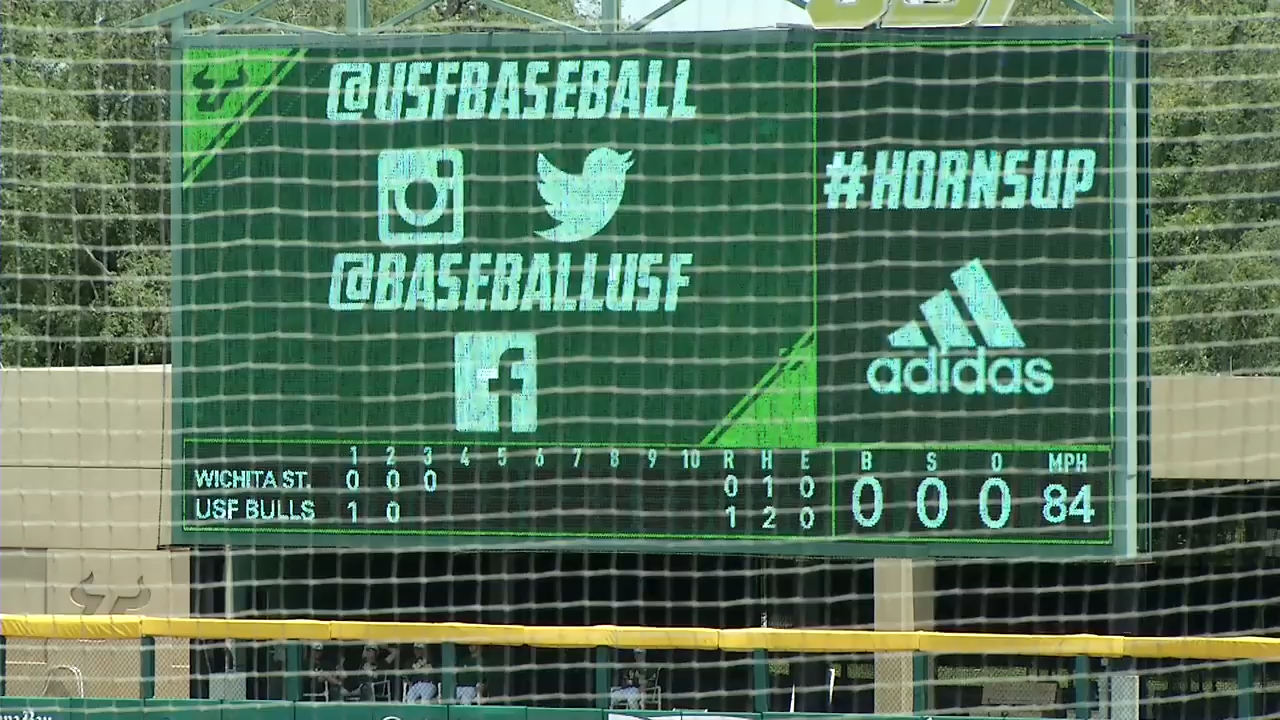 USF
@USFBASEBALL
@BASEBALLUSF
#HORNSUP
adidas
1 2 3 4 5 6 7 8 9 10 R H E
WICHITA ST. 0 0 0 0 1 0
USF BULLS 1 0 1 2 0
B S O MPH
0 0 0 84